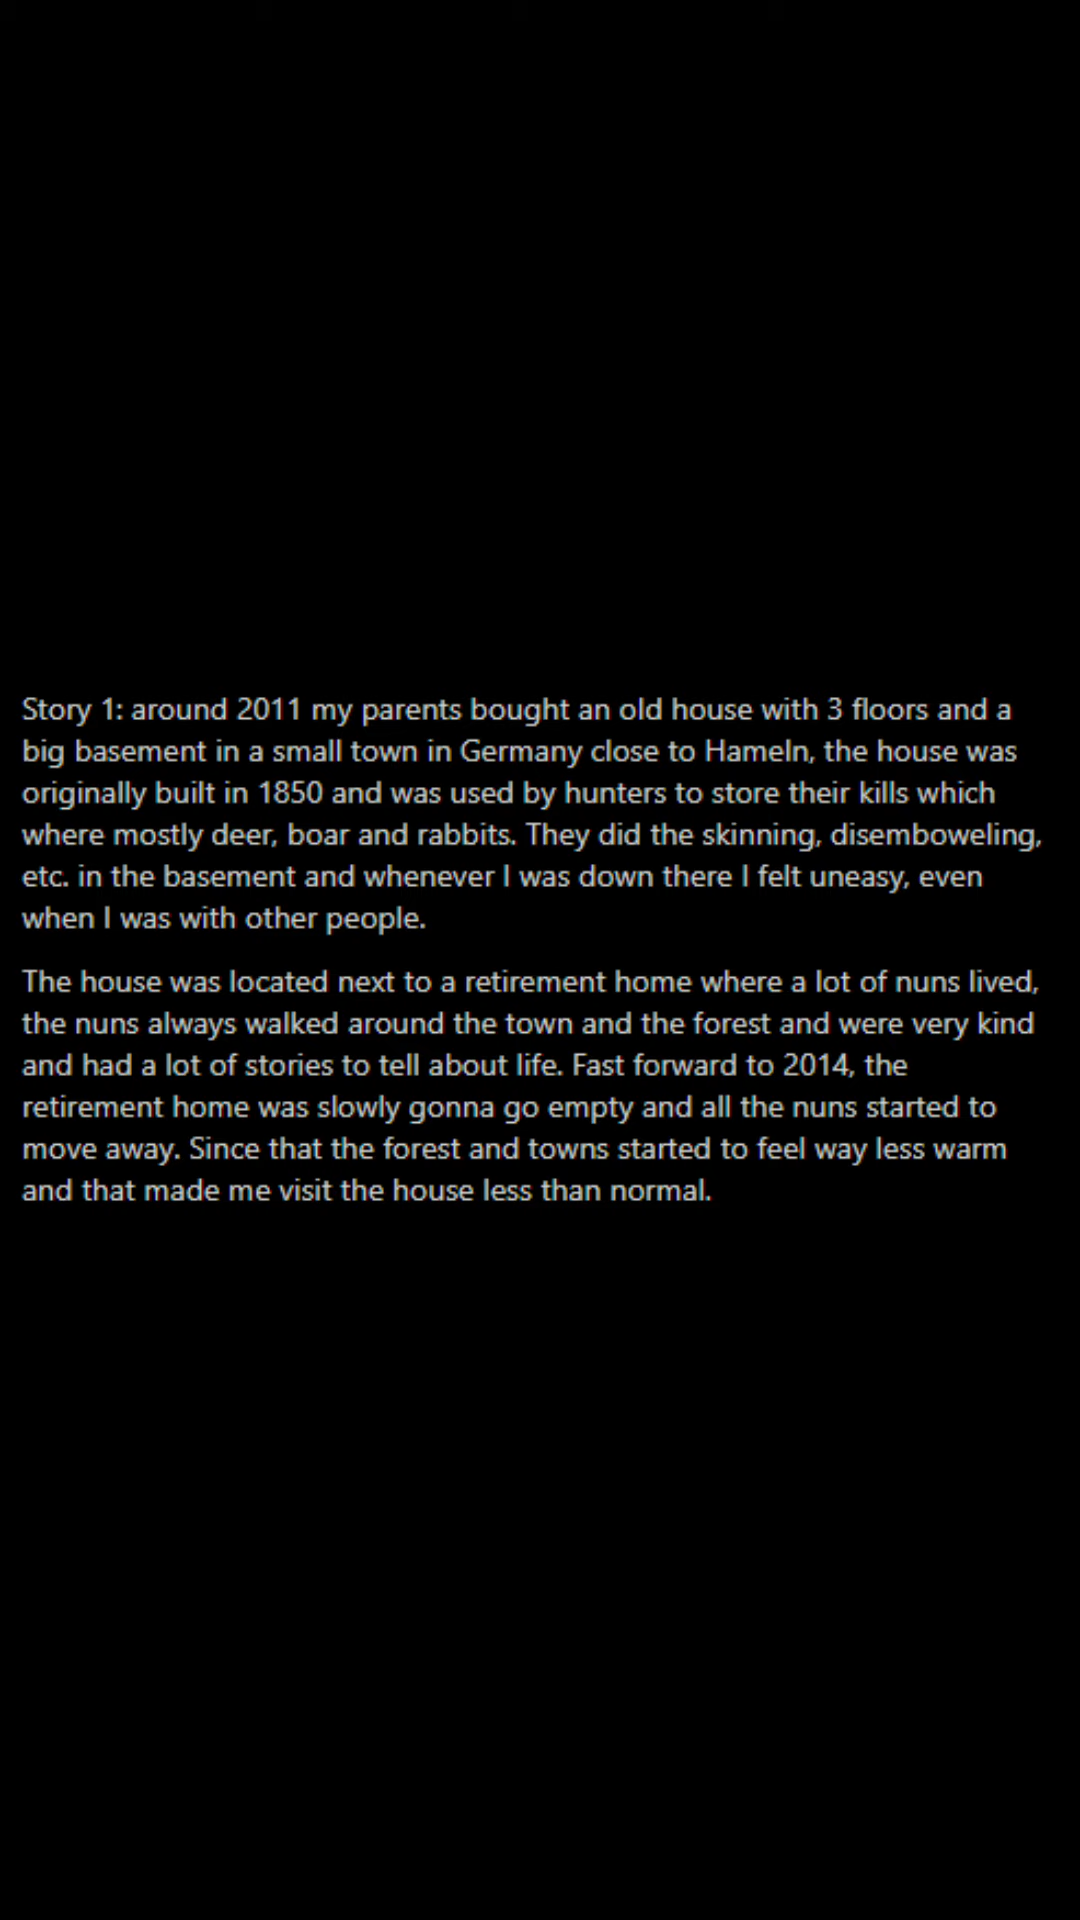 Story 1: around 2011 my parents bought an old house with 3 floors and a
big basement in a small town in Germany close to Hameln, the house was
originally built in 1850 and was used by hunters to store their kills which
where mostly deer, boar and rabbits. They did the skinning, disemboweling,
etc. in the basement and whenever I was down there I felt uneasy, even
when I was with other people.
The house was located next to a retirement home where a lot of nuns lived,
the nuns always walked around the town and the forest and were very kind
and had a lot of stories to tell about life. Fast forward to 2014, the
retirement home was slowly gonna go empty and all the nuns started to
move away. Since that the forest and towns started to feel way less warm
and that made me visit the house less than normal.